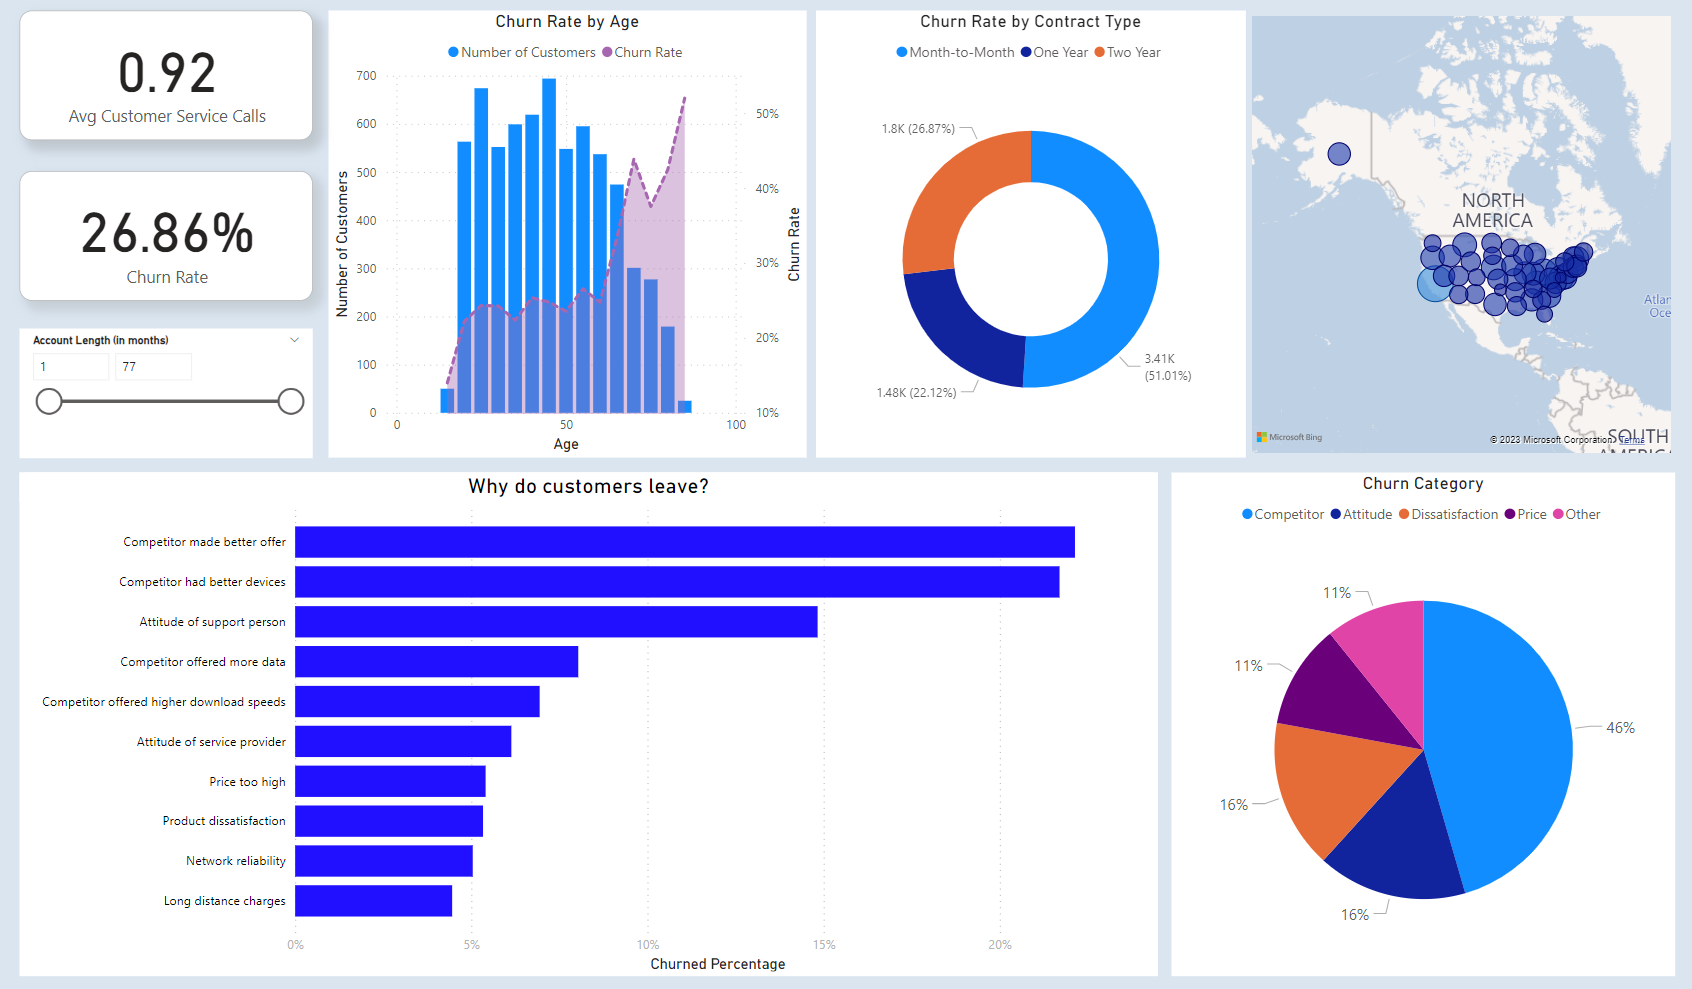 0.92
Avg Customer Service Calls
26.86%
Churn Rate
Account Length (in months)
1
77
Churn Rate by Age
Number of Customers
Churn Rate
700
600
500
400
300
200
100
0
Number of Customers
50%
40%
30%
20%
10%
Churn Rate
0
50
100
Age
Churn Rate by Contract Type
Month-to-Month
One Year
Two Year
1.8K (26.87%)
3.41K
(51.01%)
1.48K (22.12%)
NORTH
AMERICA
Atlan
Oce
SOUTH
AMERICA
Microsoft Bing
© 2023 Microsoft Corporation Terms
Why do customers leave?
Competitor made better offer
Competitor had better devices
Attitude of support person
Competitor offered more data
Competitor offered higher download speeds
Attitude of service provider
Price too high
Product dissatisfaction
Network reliability
Long distance charges
0%
5%
10%
15%
20%
Churned Percentage
Churn Category
Competitor
Attitude
Dissatisfaction
Price
Other
11%
11%
46%
16%
16%